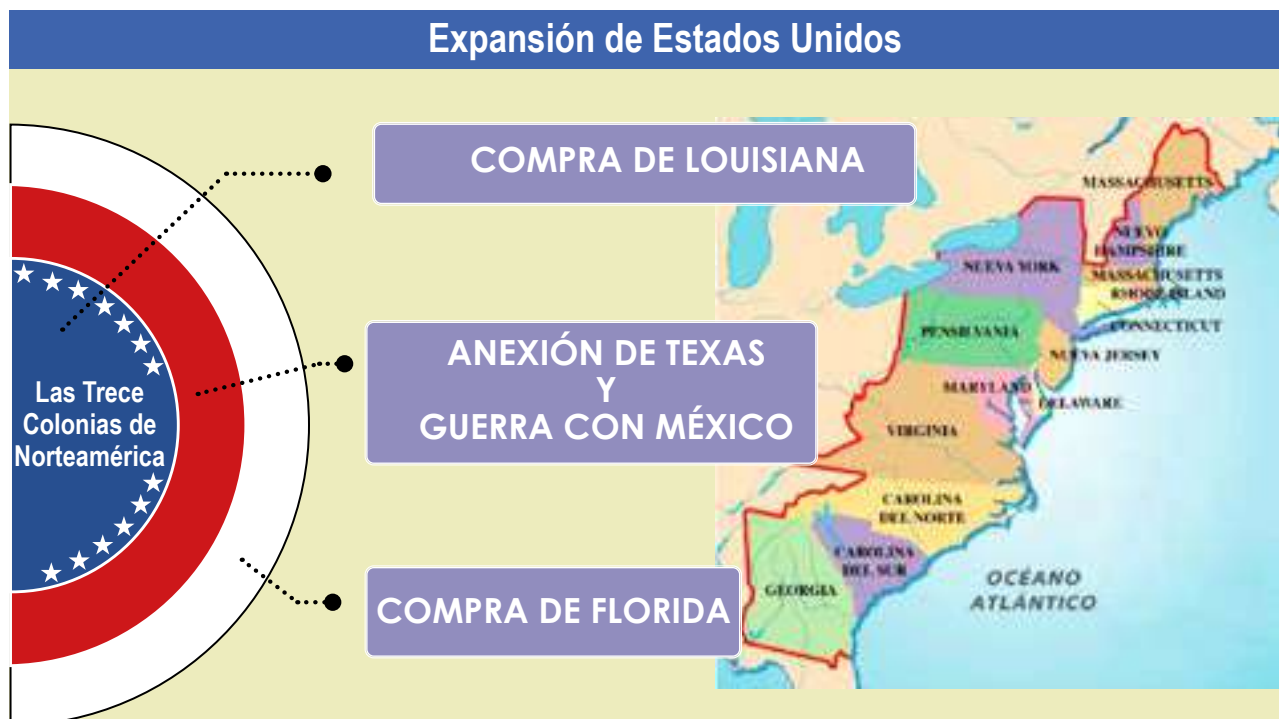 Expansión de Estados Unidos
COMPRA DE LOUISIANA
ANEXIÓN DE TEXAS
Y
GUERRA CON MÉXICO
COMPRA DE FLORIDA
Las Trece
Colonias de
Norteamérica
MASSACHUSETTS
NUEVO
HAMPSHIRE
NUEVA YORK
MASSACHUSETTS
RHODE ISLAND
CONNECTICUT
PENSILVANIA
NUEVA JERSEY
MARYLAND
DELAWARE
VIRGINIA
CAROLINA
DEL NORTE
CAROLINA
DEL SUR
GEORGIA
OCÉANO
ATLÁNTICO